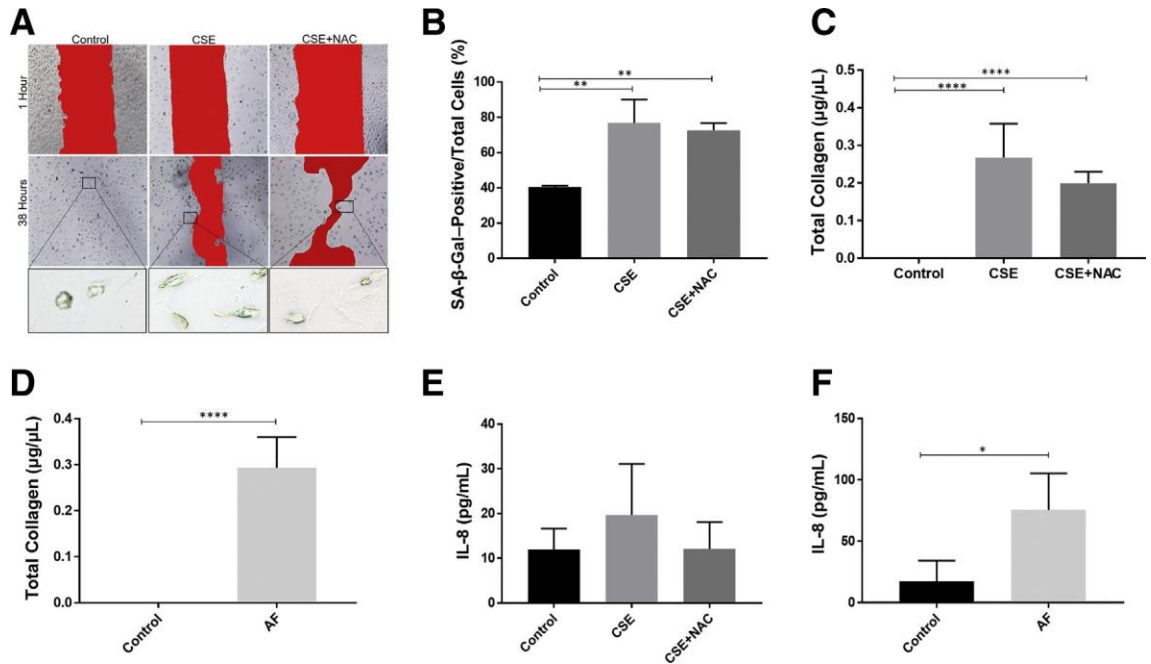 A
Control
CSE
CSE+NAC
1 Hour
38 Hours
B
SA-β-Gal–Positive/Total Cells (%)
100
80
60
40
20
0
**
**
Control
CSE
CSE+NAC
C
Total Collagen (µg/µL)
0.5
0.4
0.3
0.2
0.1
0.0
****
****
Control
CSE
CSE+NAC
D
Total Collagen (µg/µL)
0.4
0.3
0.2
0.1
0.0
****
Control
AF
E
IL-8 (pg/mL)
40
30
20
10
0
Control
CSE
CSE+NAC
F
IL-8 (pg/mL)
150
100
50
0
*
Control
AF